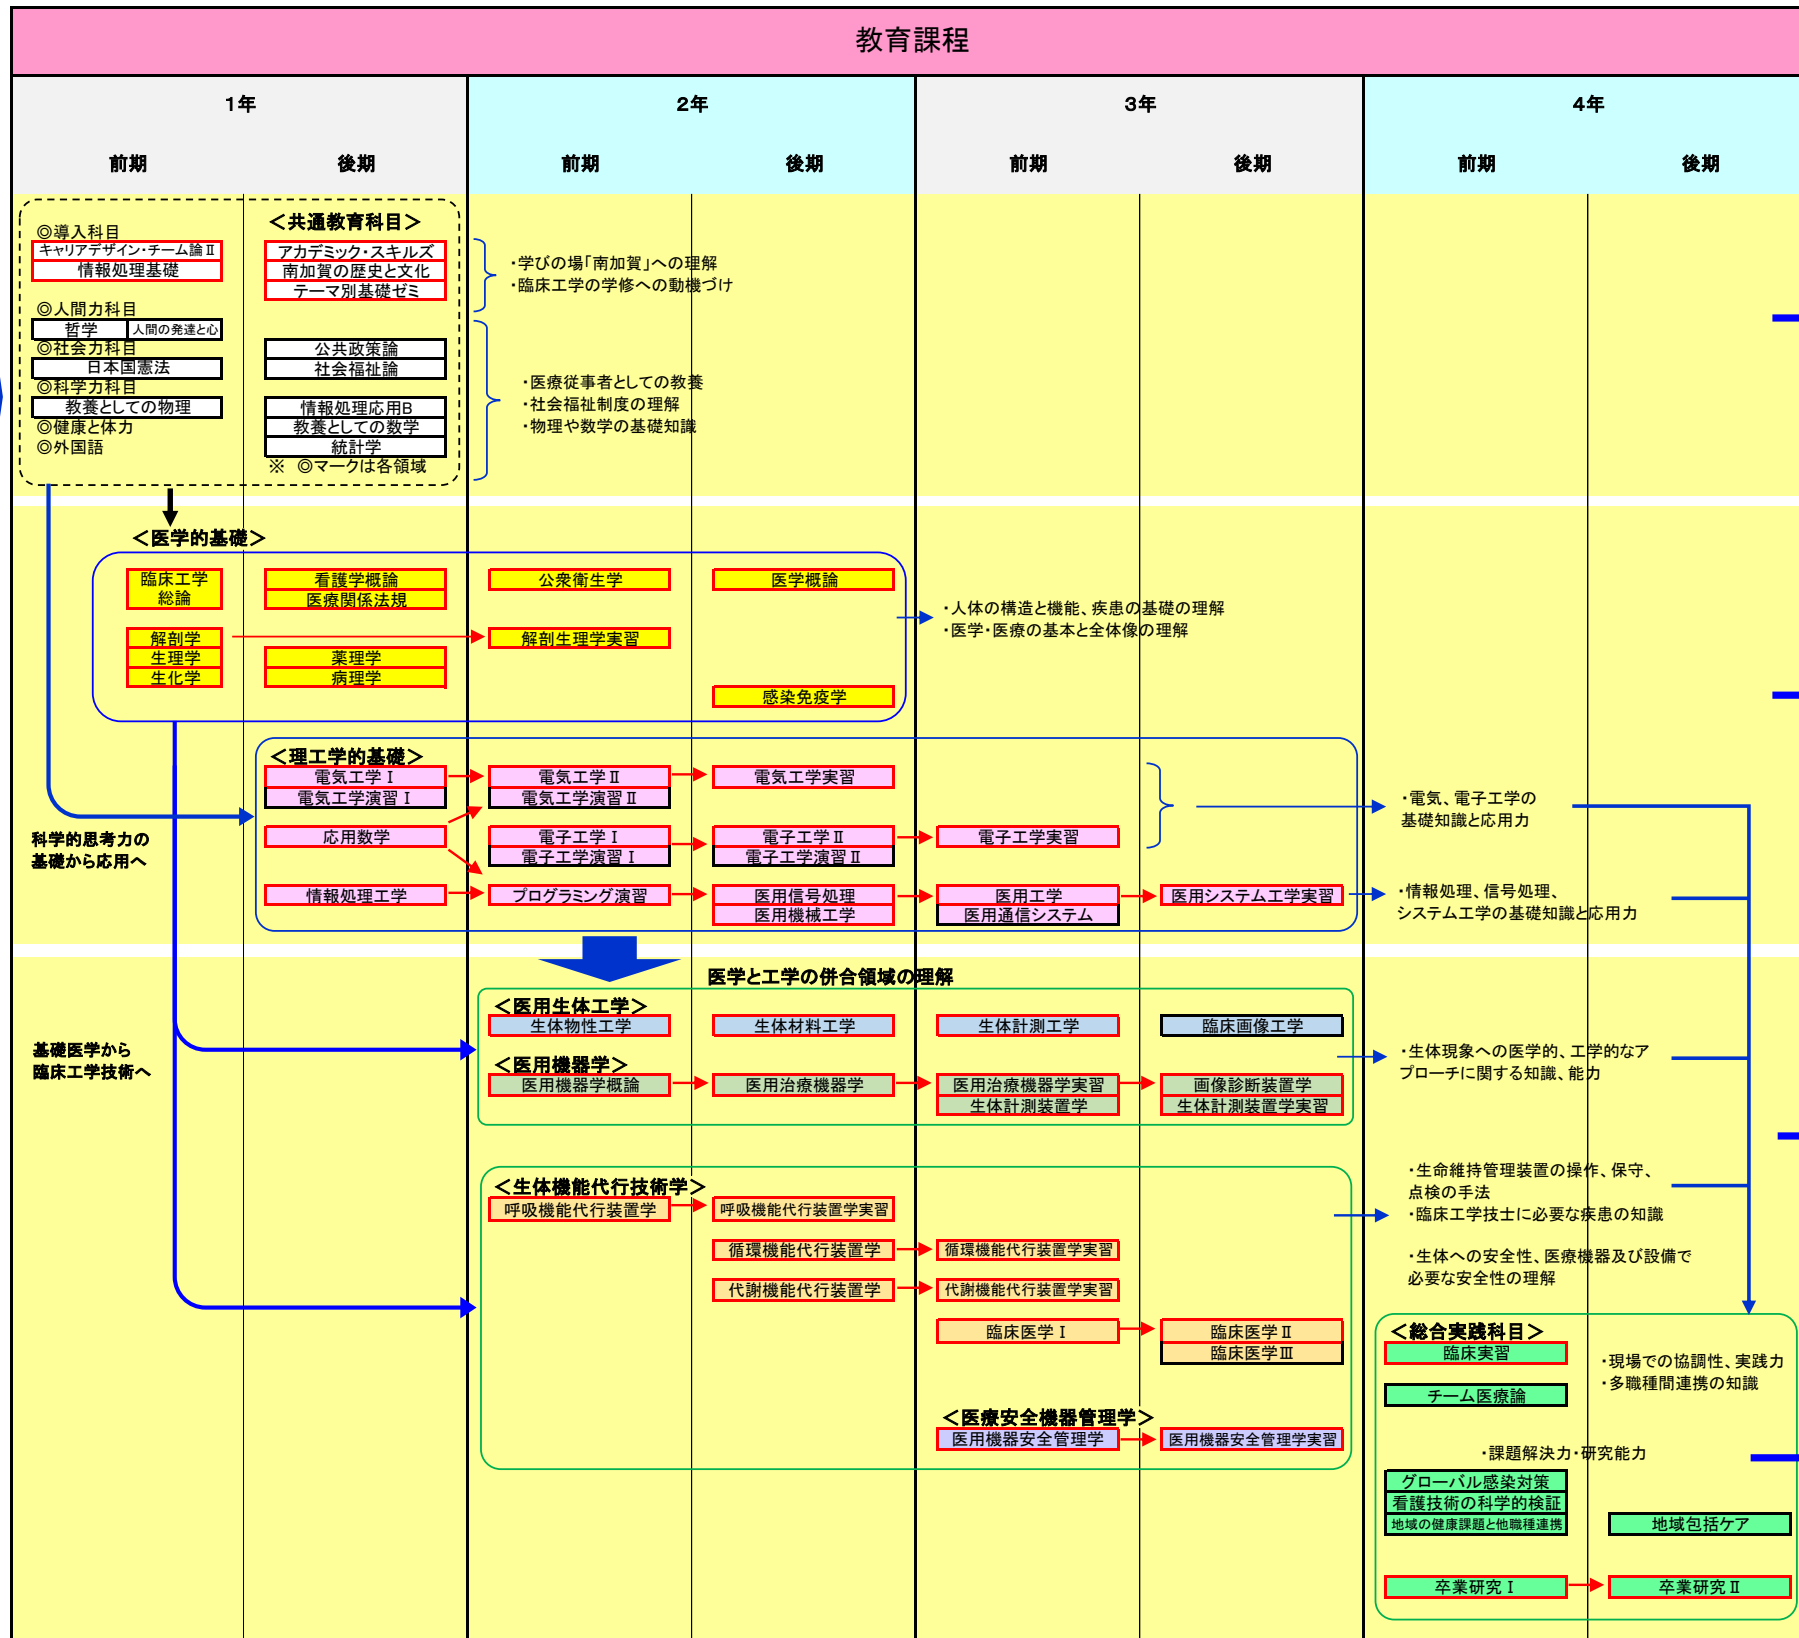 教育課程
1年
2年
3年
4年
前期
後期
前期
後期
前期
後期
前期
後期
＜共通教育科目＞
◎導入科目
キャリアデザイン・チーム論Ⅱ
情報処理基礎
アカデミック・スキルズ
南加賀の歴史と文化
テーマ別基礎ゼミ
・学びの場「南加賀」への理解
・臨床工学の学修への動機づけ
◎人間力科目
哲学
人間の発達と心
◎社会力科目
日本国憲法
公共政策論
社会福祉論
◎科学力科目
教養としての物理
情報処理応用B
教養としての数学
統計学
◎健康と体力
◎外国語
※　◎マークは各領域
・医療従事者としての教養
・社会福祉制度の理解
・物理や数学の基礎知識
＜医学的基礎＞
臨床工学
総論
看護学概論
医療関係法規
公衆衛生学
医学概論
解剖学
生理学
生化学
解剖生理学実習
薬理学
病理学
感染免疫学
・人体の構造と機能、疾患の基礎の理解
・医学・医療の基本と全体像の理解
＜理工学的基礎＞
電気工学Ⅰ
電気工学演習Ⅰ
電気工学Ⅱ
電気工学演習Ⅱ
電気工学実習
応用数学
電子工学Ⅰ
電子工学演習Ⅰ
電子工学Ⅱ
電子工学演習Ⅱ
電子工学実習
情報処理工学
プログラミング演習
医用信号処理
医用機械工学
医用工学
医用通信システム
医用システム工学実習
・電気、電子工学の
基礎知識と応用力
・情報処理、信号処理、
システム工学の基礎知識と応用力
科学的思考力の
基礎から応用へ
医学と工学の併合領域の理解
＜医用生体工学＞
生体物性工学
生体材料工学
生体計測工学
臨床画像工学
＜医用機器学＞
医用機器学概論
医用治療機器学
医用治療機器学実習
生体計測装置学
画像診断装置学
生体計測装置学実習
・生体現象への医学的、工学的なア
プローチに関する知識、能力
基礎医学から
臨床工学技術へ
＜生体機能代行技術学＞
呼吸機能代行装置学
呼吸機能代行装置学実習
循環機能代行装置学
循環機能代行装置学実習
代謝機能代行装置学
代謝機能代行装置学実習
臨床医学Ⅰ
臨床医学Ⅱ
臨床医学Ⅲ
・生命維持管理装置の操作、保守、
点検の手法
・臨床工学技士に必要な疾患の知識
・生体への安全性、医療機器及び設備で
必要な安全性の理解
＜医療安全機器管理学＞
医用機器安全管理学
医用機器安全管理学実習
＜総合実践科目＞
臨床実習
チーム医療論
・現場での協調性、実践力
・多職種間連携の知識
・課題解決力・研究能力
グローバル感染対策
看護技術の科学的検証
地域の健康課題と他職種連携
地域包括ケア
卒業研究Ⅰ
卒業研究Ⅱ